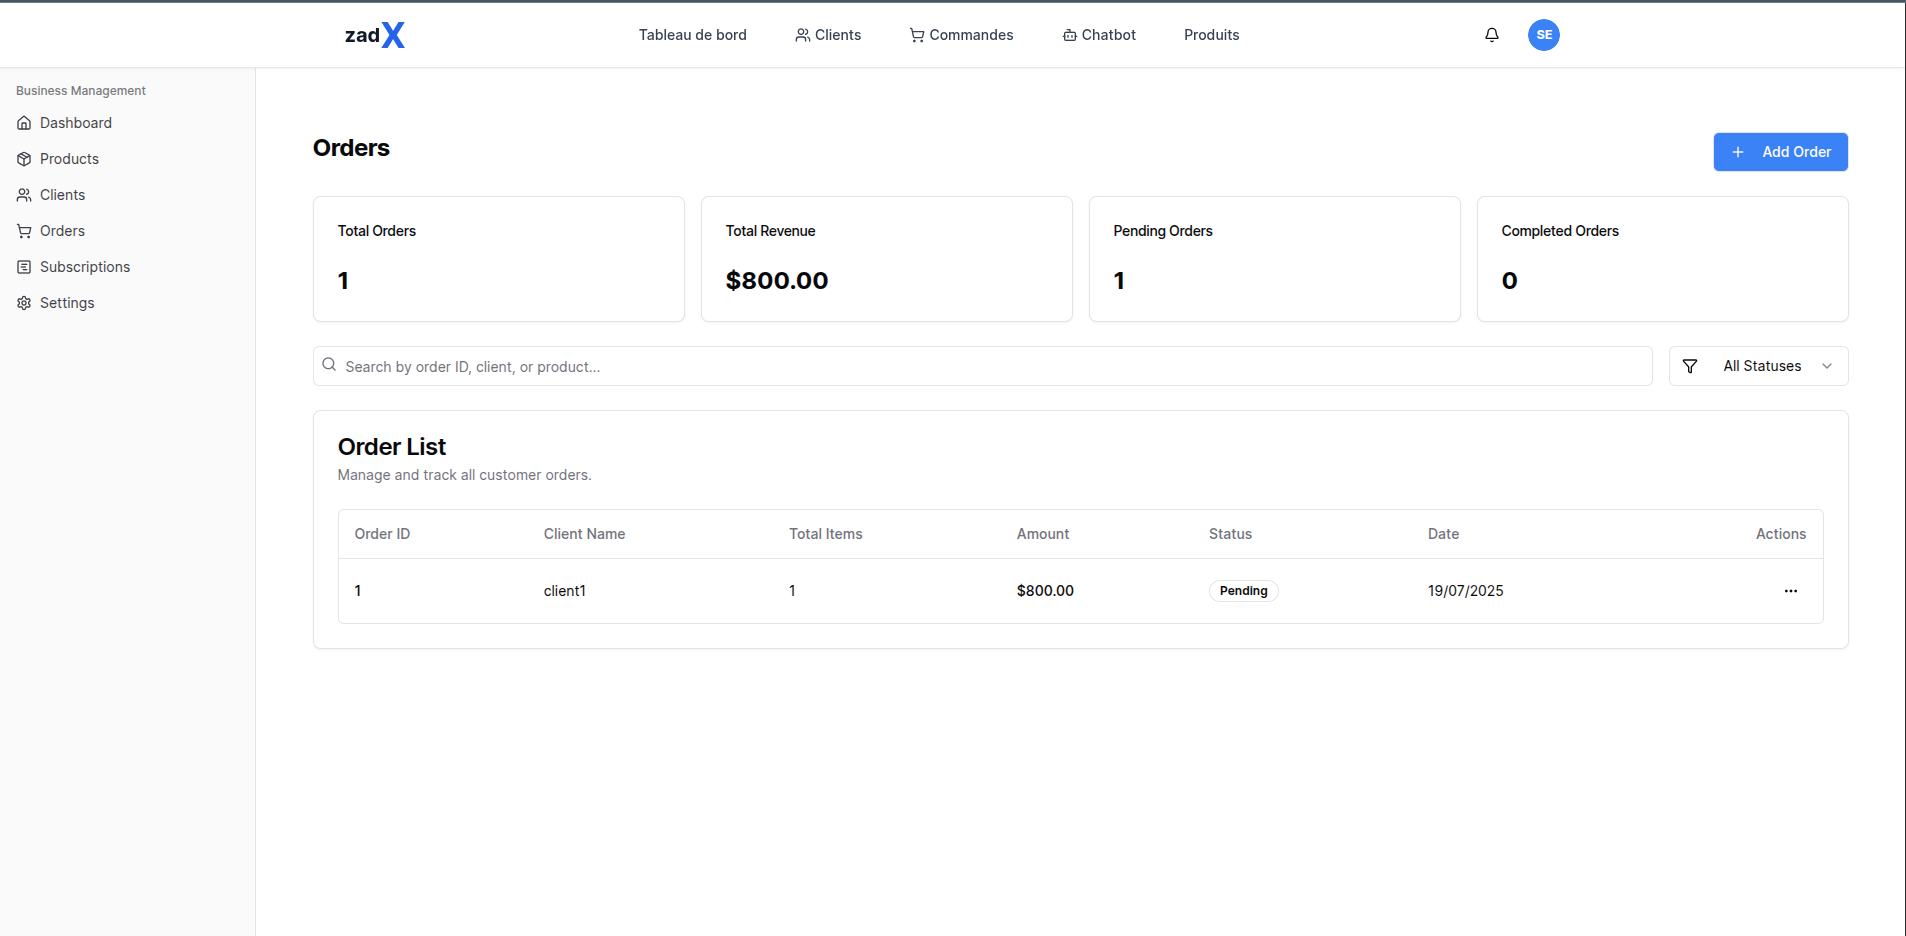 zadX
Tableau de bord
Clients
Commandes
Chatbot
Produits
SE
Business Management
Dashboard
Products
Clients
Orders
Subscriptions
Settings
Orders
+ Add Order
Total Orders
1
Total Revenue
$800.00
Pending Orders
1
Completed Orders
0
Search by order ID, client, or product...
All Statuses
Order List
Manage and track all customer orders.
Order ID Client Name Total Items Amount Status Date Actions
1 client1 1 $800.00 Pending 19/07/2025 ...